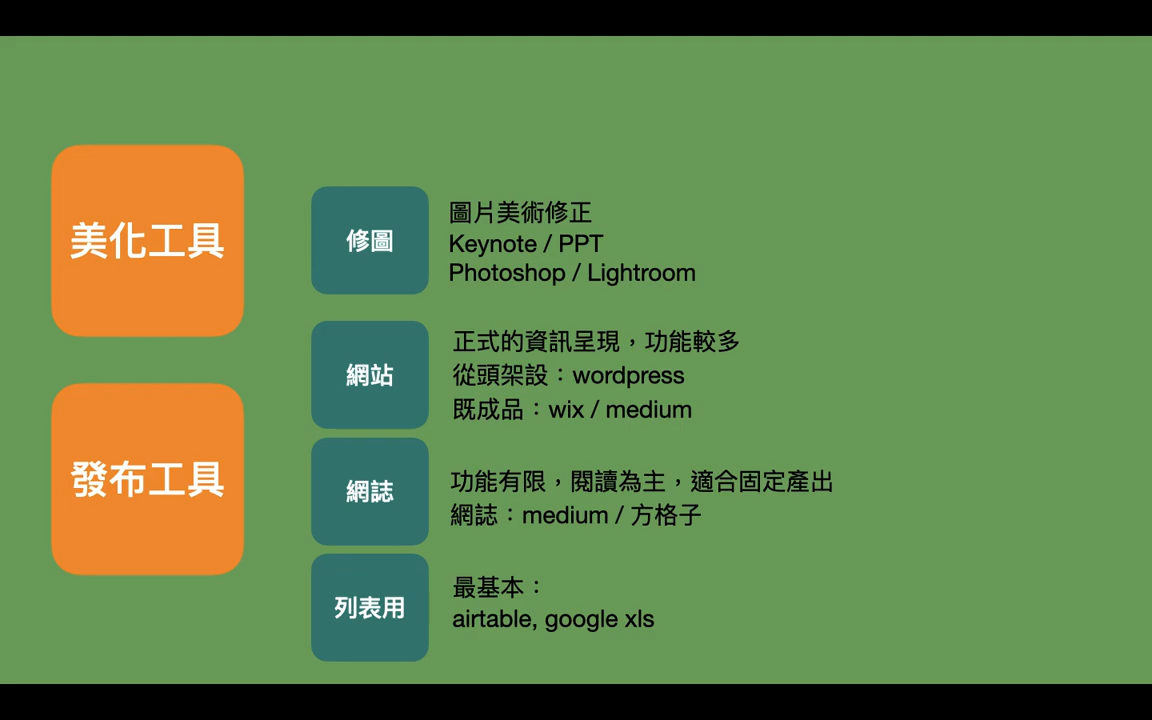 美化工具
修圖
圖片美術修正
Keynote / PPT
Photoshop / Lightroom
發布工具
網站
正式的資訊呈現，功能較多
從頭架設：wordpress
既成品：wix / medium
網誌
功能有限，閱讀為主，適合固定產出
網誌：medium / 方格子
列表用
最基本：
airtable, google xls